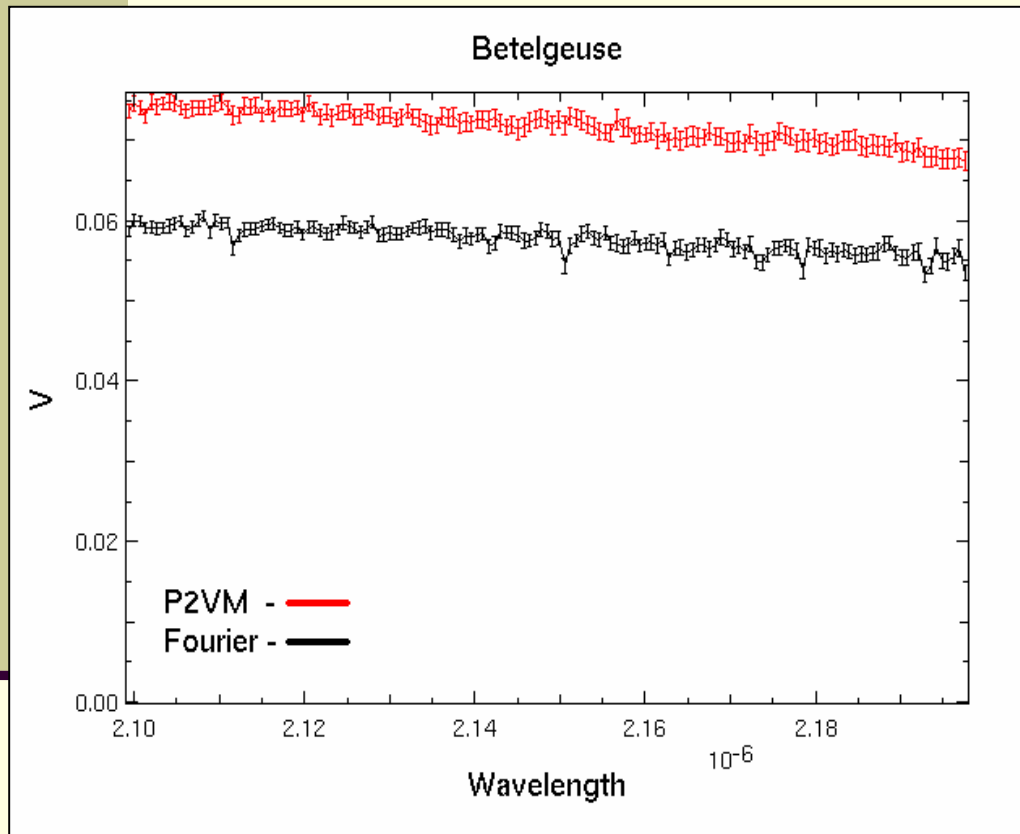 Betelgeuse
V
0.06
0.04
0.02
0.00
P2VM -
Fourier -
2.10 2.12 2.14 2.16 2.18
10-6
Wavelength